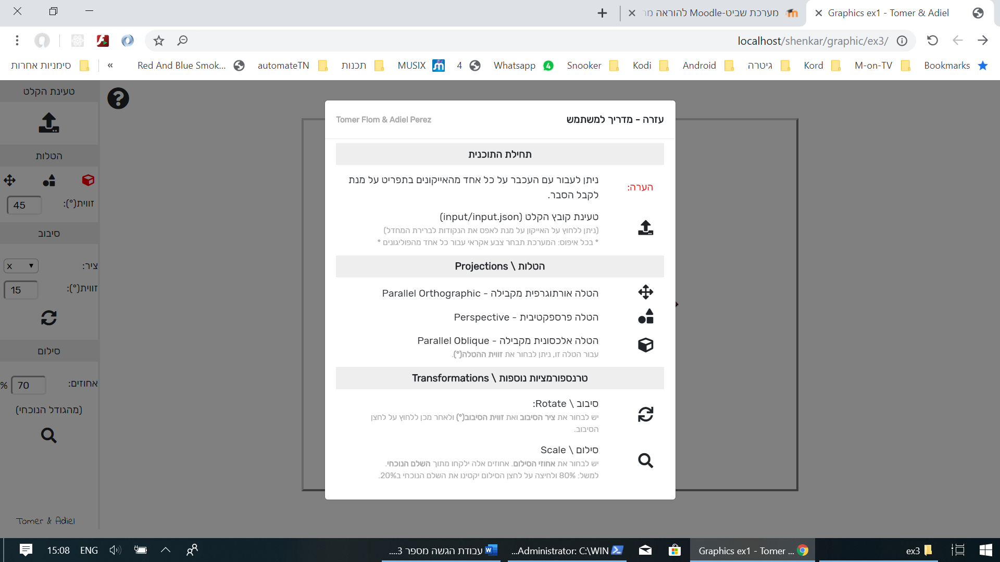 Graphics ex1 - Tomer & Adiel
מערכת שביט-Moodle להוראה
localhost/shenkar/graphic/ex3/
Bookmarks
M-on-TV
Kord
גיטרה
Android
Kodi
Snooker
Whatsapp
4
MUSIX
תכנות
automateTN
Red And Blue Smok...
«
סימניות אחרות
טעינת הקלט
הטלות
זווית(°):
45
סיבוב
ציר:
x
זווית(°):
15
סילום
אחוזים:
70
%
(מהגודל הנוכחי)
Tomer & Adiel
עזרה - מדריך למשתמש
Tomer Flom & Adiel Perez
תחילת התוכנית
הערה:
ניתן לעבור עם העכבר על כל אחד מהאייקונים בתפריט על מנת
לקבל הסבר.
טעינת קובץ הקלט (input/input.json)
(ניתן ללחוץ על האייקון על מנת לאפס את הנקודות לברירת המחדל)
* בכל איפוס: המערכת תבחר צבע אקראי עבור כל אחד מהפוליגונים *
הטלות \ Projections
הטלה אורתוגרפית מקבילה - Parallel Orthographic
הטלה פרספקטיבית - Perspective
הטלה אלכסונית מקבילה - Parallel Oblique
עבור הטלה זו, ניתן לבחור את זווית ההטלה(°).
טרנספורמציות נוספות \ Transformations
סיבוב \ Rotate:
יש לבחור את ציר הסיבוב ואת זווית הסיבוב(°) ולאחר מכן ללחוץ על לחצן
הסיבוב.
סילום \ Scale
יש לבחור את אחוזי הסילום. אחוזים אלה ילקחו מתוך השלם הנוכחי.
למשל: 80% ולחיצה על לחצן הסילום יקטינו את השלם הנוכחי ב20%.
ex3
Graphics ex1 - Tomer ...
Administrator: C:\WIN...
עבודת הגשה מספר 3....
ENG
15:08